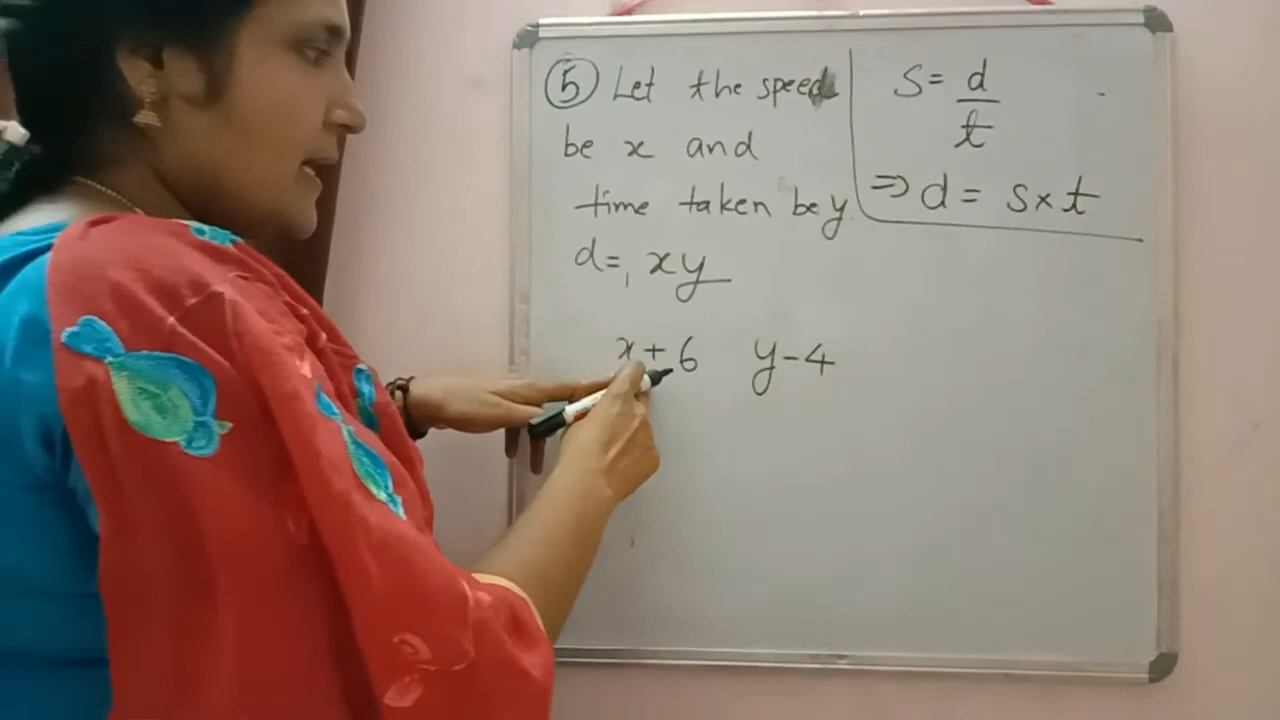 ⑤ Let the speed
be x and
time taken be y
d = xy
x + 6 y - 4
S = d/t
⇒ d = s × t